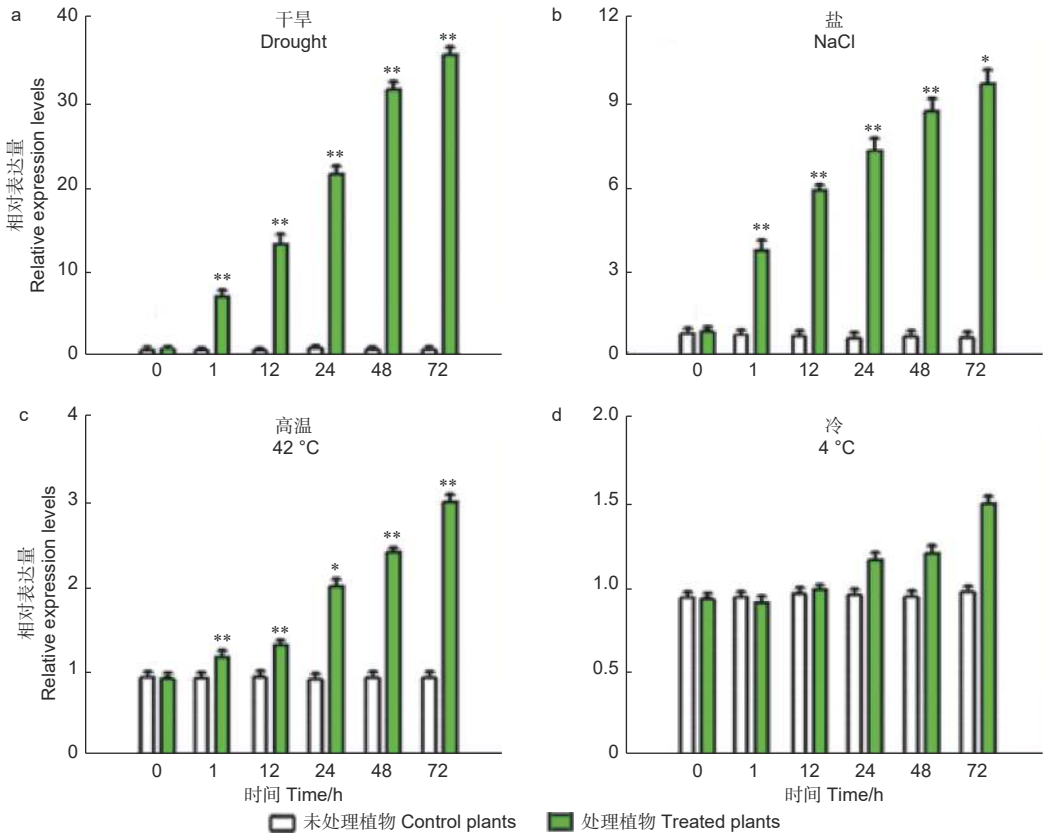 a
干旱
Drought
40
30
20
10
0
** ** ** ** **
0 1 12 24 48 72
相对表达量
Relative expression levels
b
盐
NaCl
12
9
6
3
0
** ** ** ** *
0 1 12 24 48 72
c
高温
42 °C
4
3
2
1
0
** ** * ** **
0 1 12 24 48 72
相对表达量
Relative expression levels
时间 Time/h
d
冷
4 °C
2.0
1.5
1.0
0.5
0
0 1 12 24 48 72
时间 Time/h
未处理植物 Control plants 处理植物 Treated plants